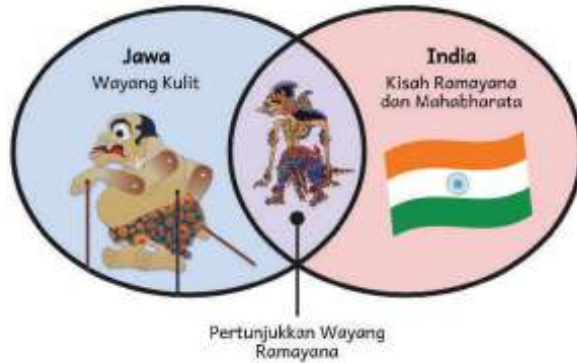 Jawa
Wayang Kulit
India
Kisah Ramayana
dan Mahabharata
Pertunjukkan Wayang
Ramayana